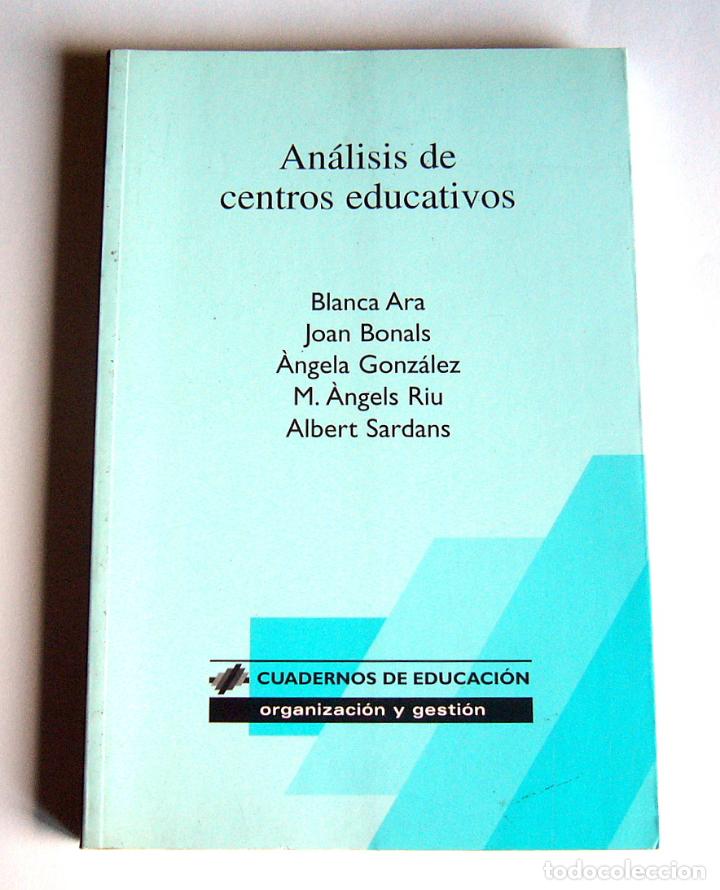 Análisis de
centros educativos
Blanca Ara
Joan Bonals
Àngela González
M. Àngels Riu
Albert Sardans
CUADERNOS DE EDUCACIÓN
organización y gestión
todocoleccion